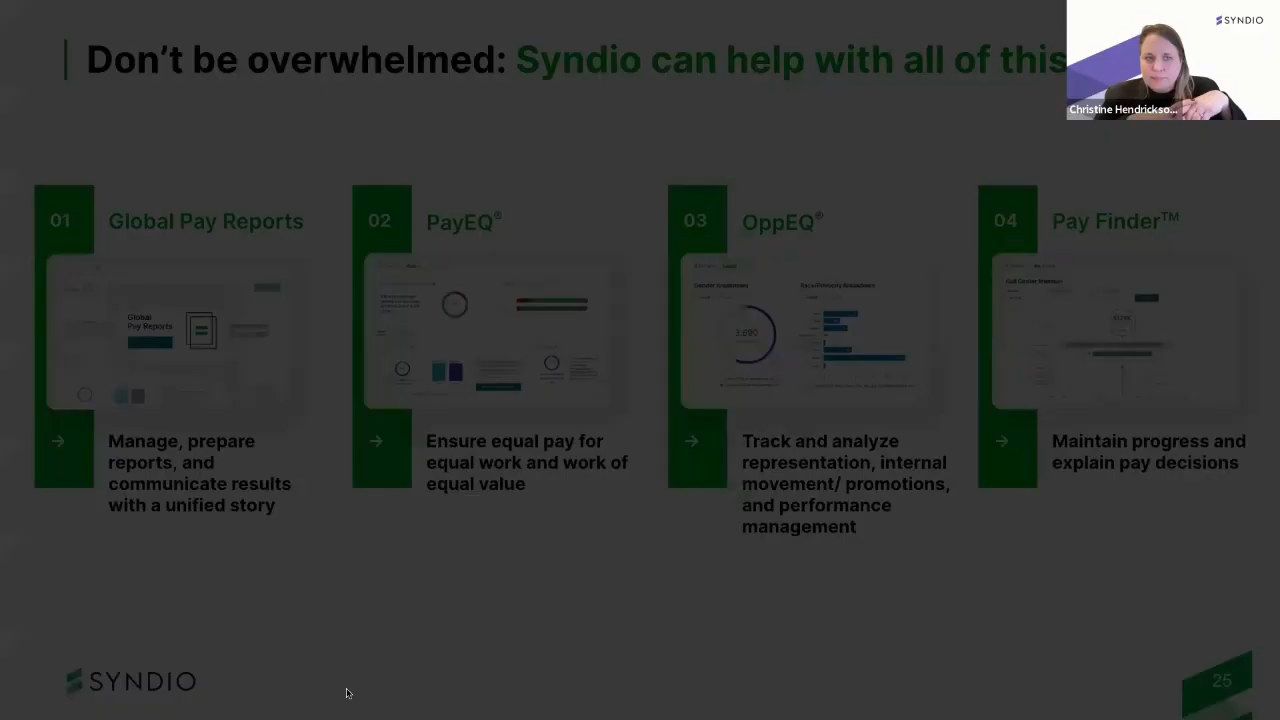 Don’t be overwhelmed: Syndio can help with all of this
SYNDIO
Christine Hendrickso...
01
Global Pay Reports
02
PayEQ®
03
OppEQ®
04
Pay Finder™
Global
Pay Reports
→
Manage, prepare
reports, and
communicate results
with a unified story
→
Ensure equal pay for
equal work and work of
equal value
→
Track and analyze
representation, internal
movement/ promotions,
and performance
management
→
Maintain progress and
explain pay decisions
SYNDIO
25